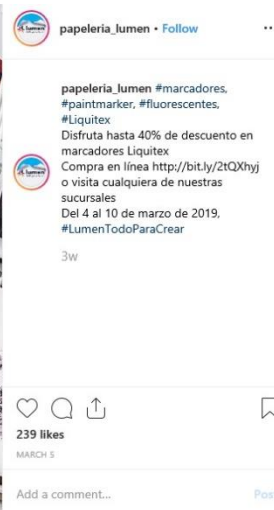 papeleria_lumen • Follow
papeleria_lumen #marcadores,
#paintmarker, #fluorescentes,
#Liquitex
Disfruta hasta 40% de descuento en
marcadores Liquitex
Compra en línea http://bit.ly/2tQXhyj
o visita cualquiera de nuestras
sucursales
Del 4 al 10 de marzo de 2019,
#LumenTodoParaCrear
3w
239 likes
MARCH 5
Add a comment...
Pos